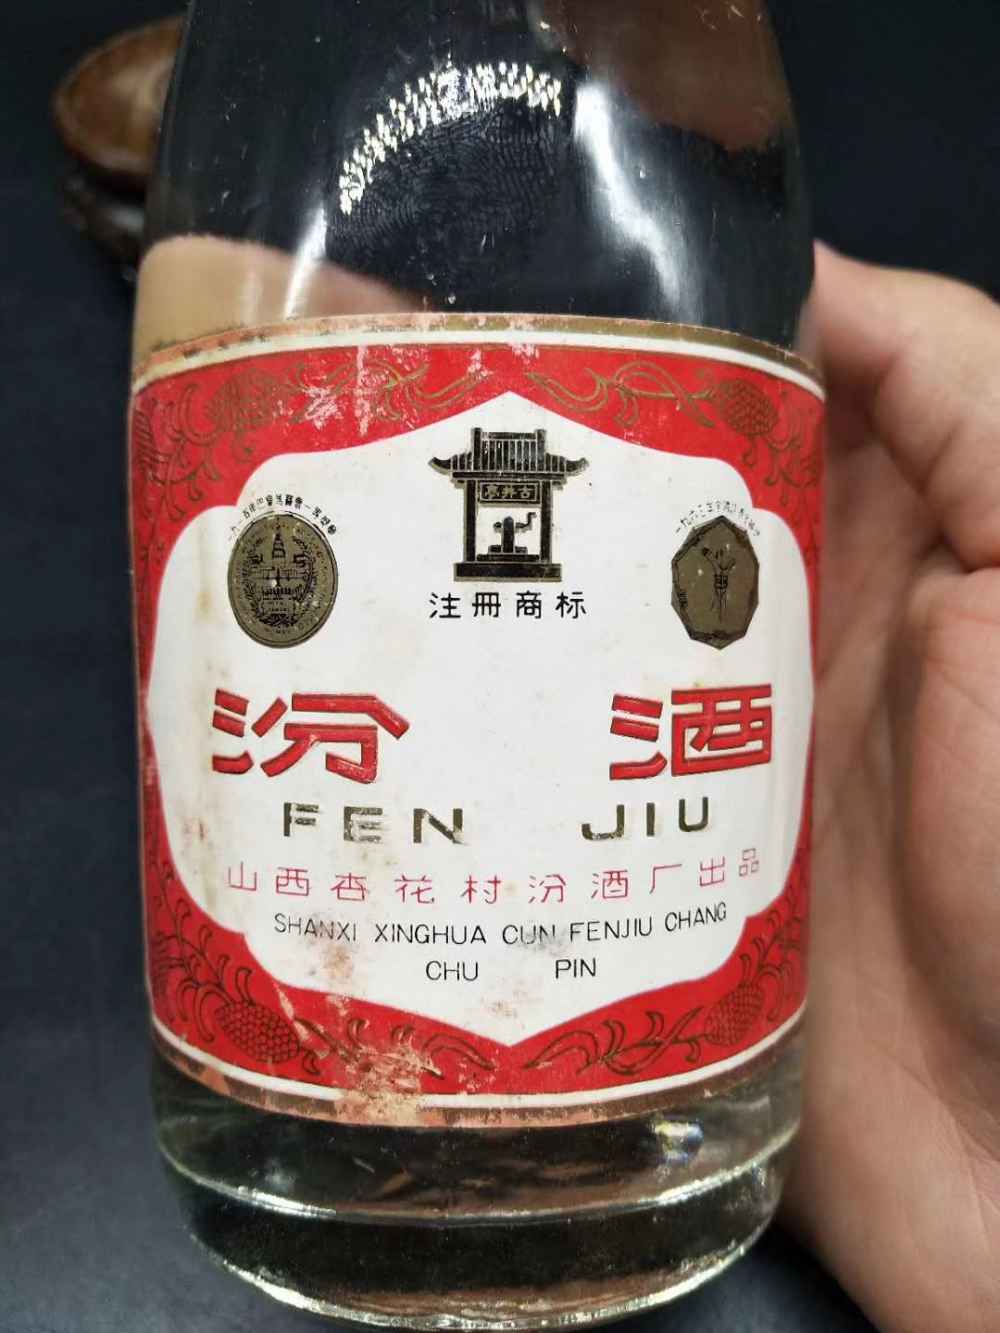 古井亭
注册商标
汾酒
FEN JIU
山西杏花村汾酒厂出品
SHANXI XINGHUA CUN FENJIU CHANG
CHU PIN